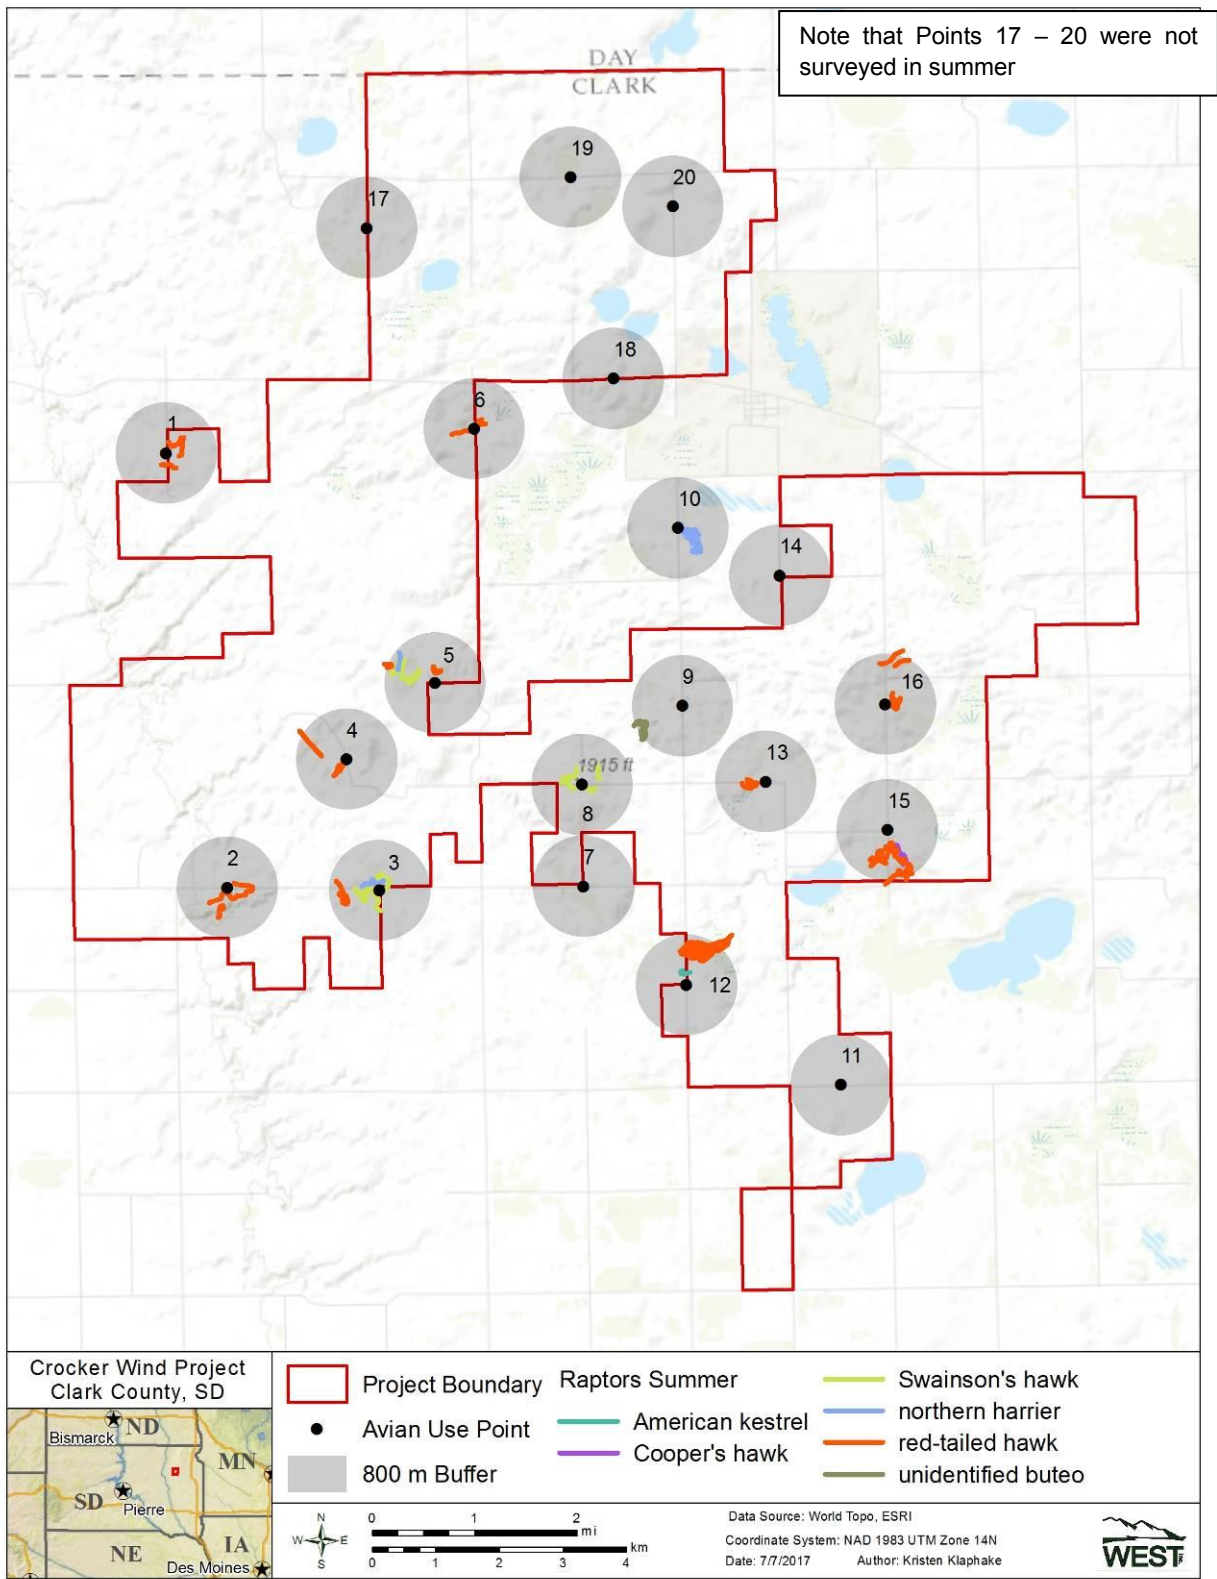 Note that Points 17 – 20 were not
surveyed in summer
DAY
CLARK
19
20
17
18
6
1
10
14
5
9
16
4
13
1915 ft
15
8
2
3
7
12
11
Crocker Wind Project
Clark County, SD
ND
Bismarck
MN
SD
Pierre
NE
IA
Des Moines
Project Boundary
Avian Use Point
800 m Buffer
Raptors Summer
American kestrel
Cooper's hawk
Swainson's hawk
northern harrier
red-tailed hawk
unidentified buteo
N
W E
S
0 1 2
mi
km
0 1 2 3 4
Data Source: World Topo, ESRI
Coordinate System: NAD 1983 UTM Zone 14N
Date: 7/7/2017 Author: Kristen Klaphake
WEST